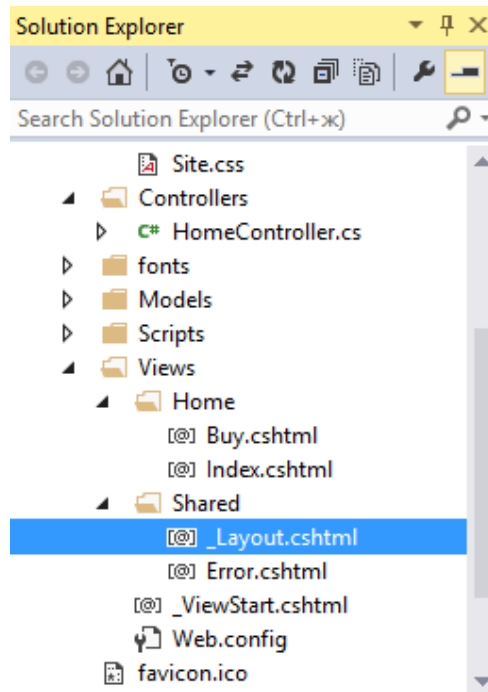 Solution Explorer
Search Solution Explorer (Ctrl+ж)
Site.css
Controllers
C# HomeController.cs
fonts
Models
Scripts
Views
Home
[@] Buy.cshtml
[@] Index.cshtml
Shared
[@] _Layout.cshtml
[@] Error.cshtml
[@] _ViewStart.cshtml
Web.config
favicon.ico